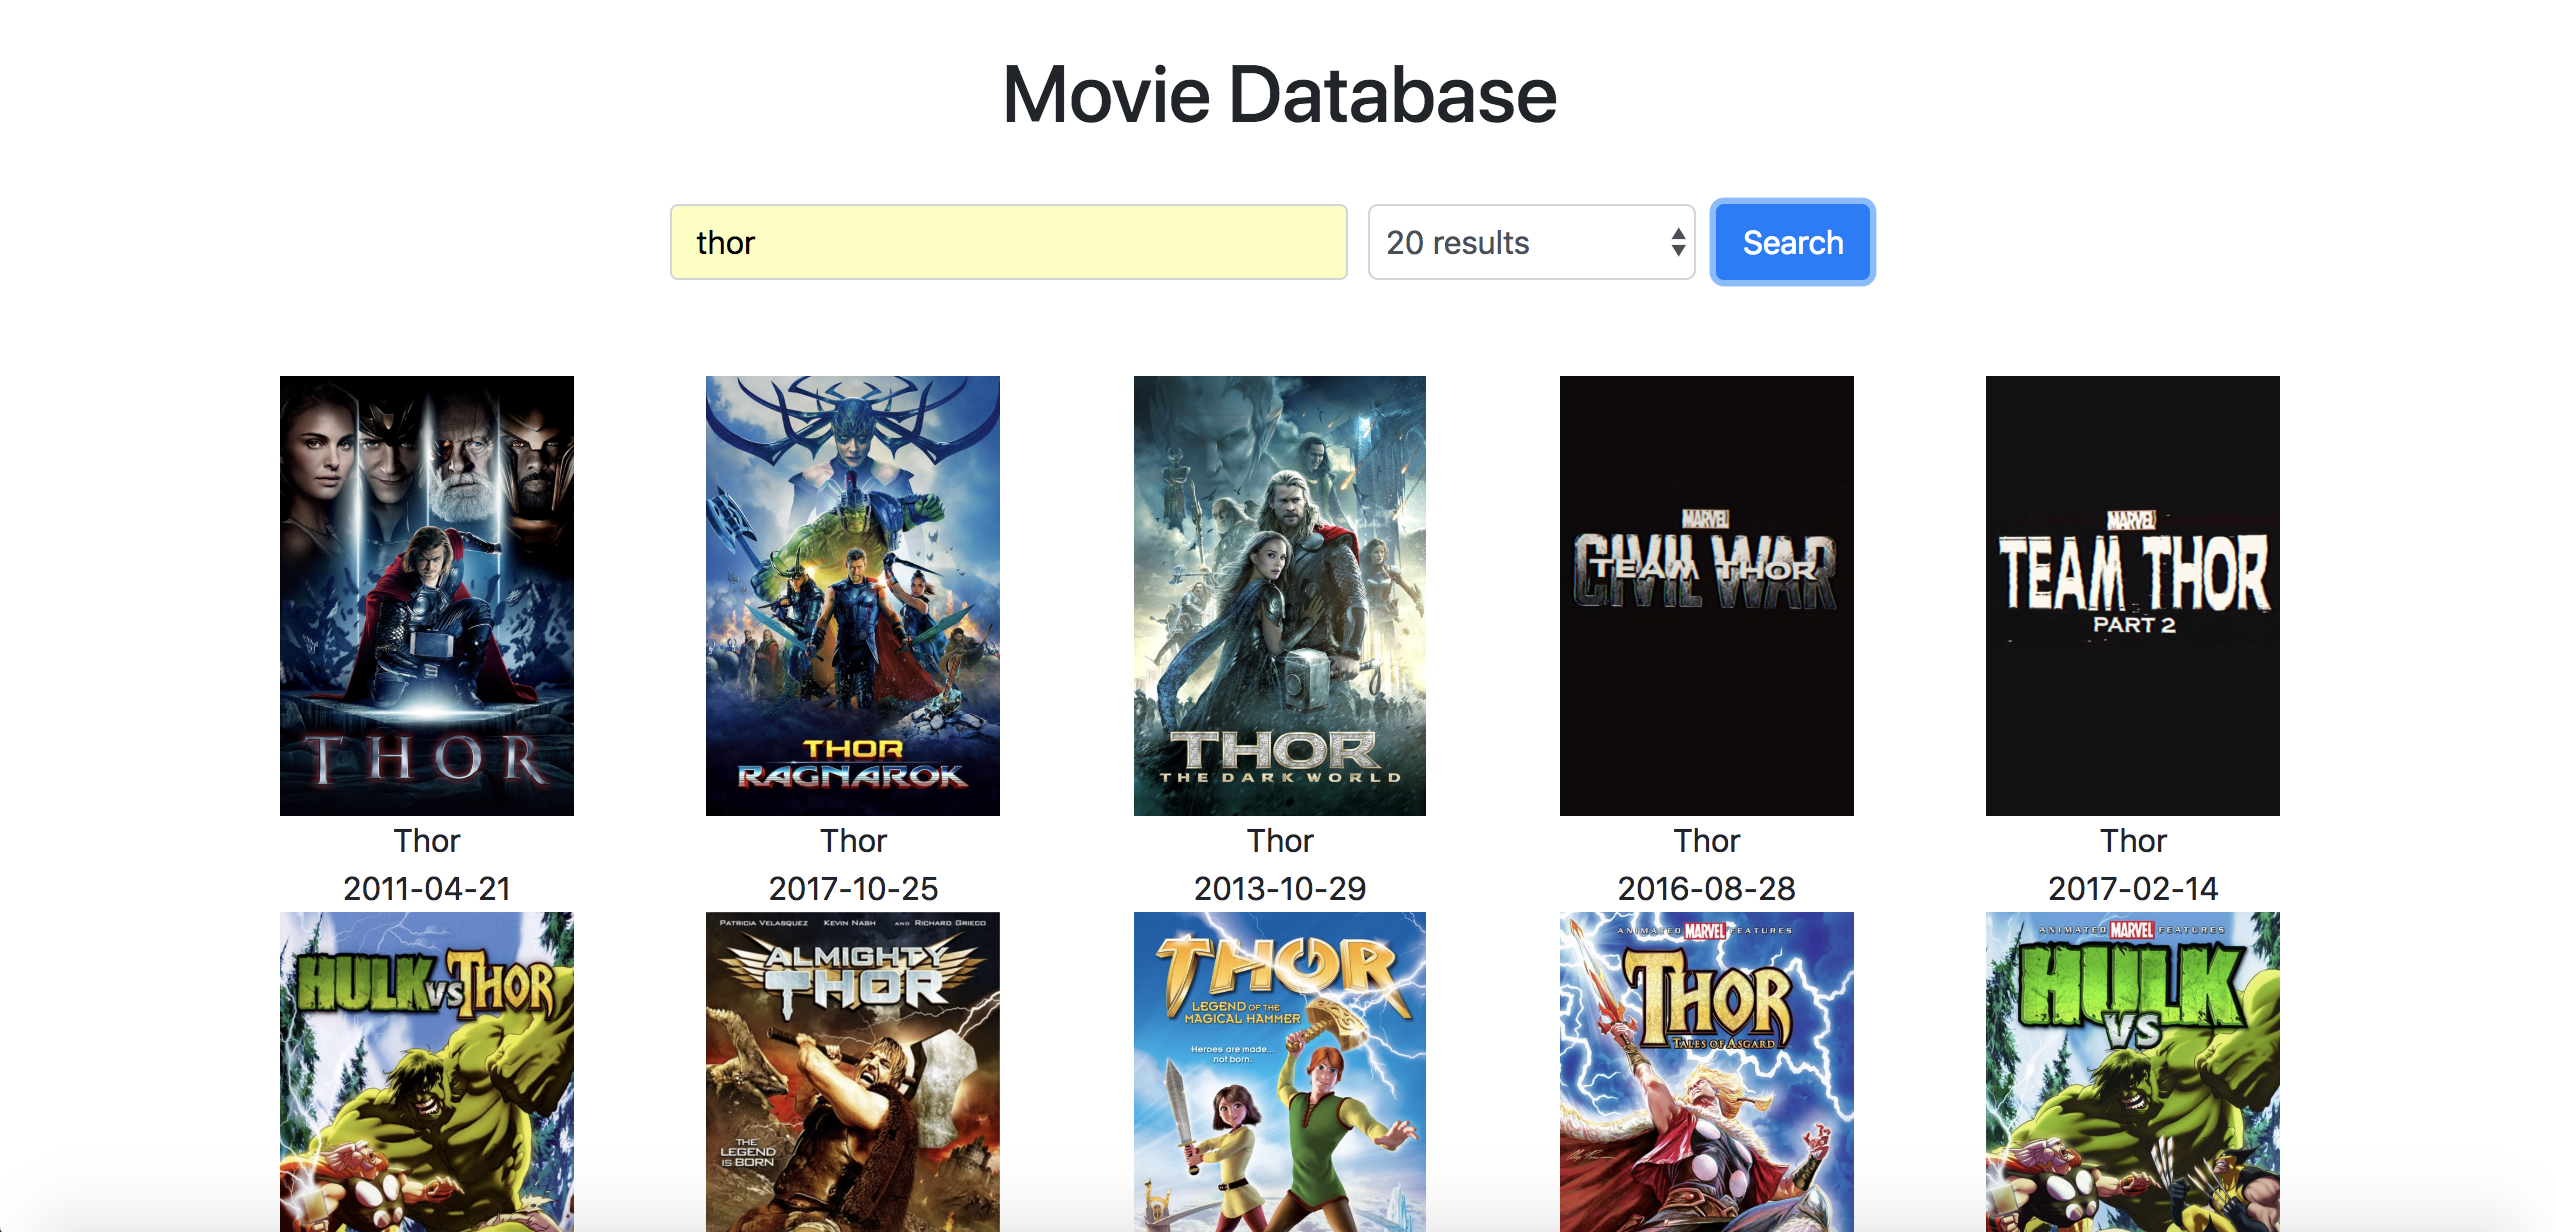 Movie Database
thor
20 results
Search
THOR
THOR
RAGNAROK
THOR
THE DARK WORLD
MARVEL
CIVIL WAR
TEAM THOR
MARVEL
TEAM THOR
PART 2
Thor
Thor
Thor
Thor
Thor
2011-04-21
2017-10-25
2013-10-29
2016-08-28
2017-02-14
HULK VS THOR
PATRICIA VELASQUEZ KEVIN NASH AND RICHARD GRIECO
ALMIGHTY
THOR
THE
LEGEND
IS BORN
THOR
LEGEND OF THE
MAGICAL HAMMER
Heroes are made...
not born.
ANIMATED MARVEL FEATURES
THOR
TALES OF ASGARD
ANIMATED MARVEL FEATURES
HULK
VS